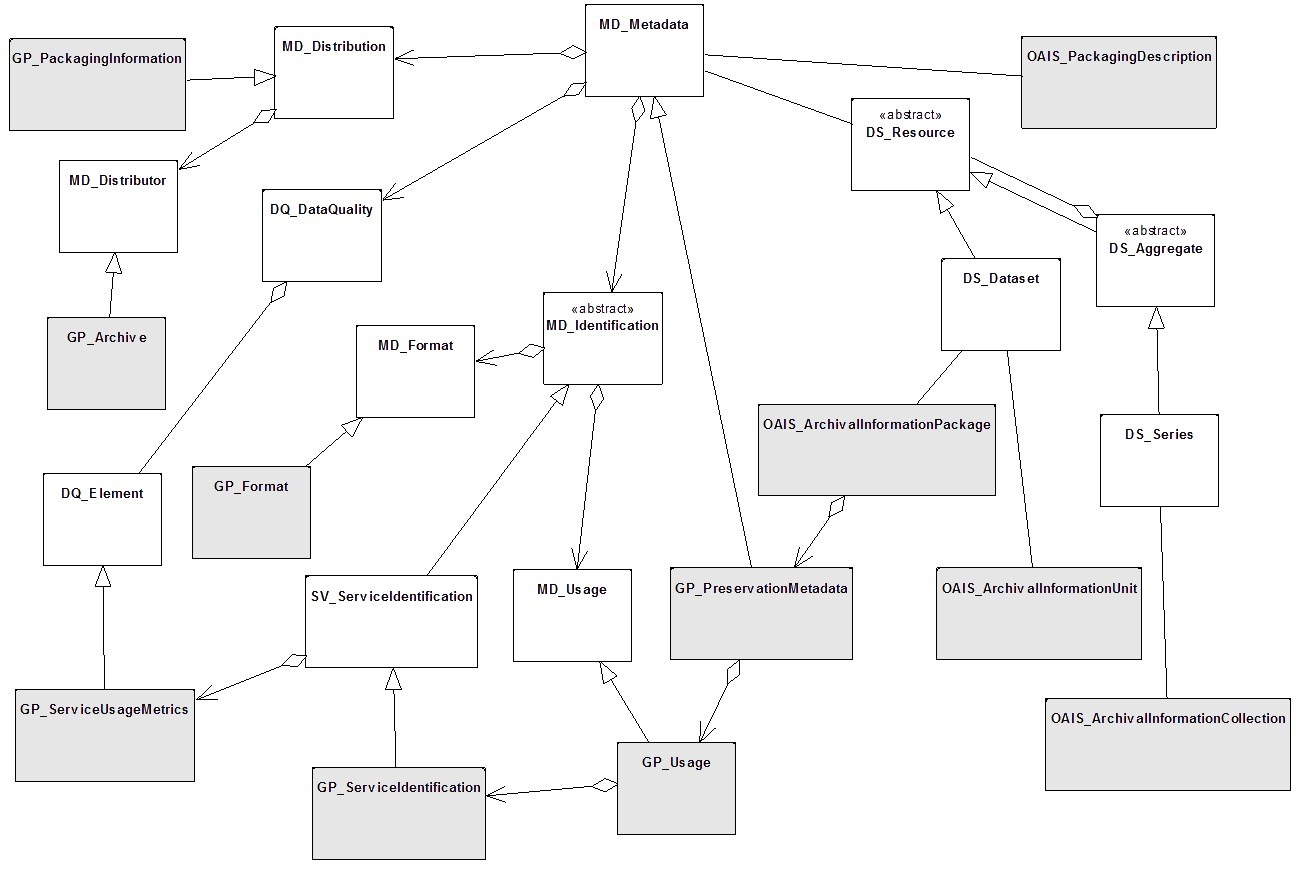 MD_Metadata
MD_Distribution
GP_PackagingInformation
OAIS_PackagingDescription
«abstract»
DS_Resource
MD_Distributor
DQ_DataQuality
«abstract»
DS_Aggregate
DS_Dataset
«abstract»
MD_Identification
GP_Archive
MD_Format
OAIS_ArchivalInformationPackage
DS_Series
GP_Format
DQ_Element
SV_ServiceIdentification
MD_Usage
GP_PreservationMetadata
OAIS_ArchivalInformationUnit
GP_ServiceUsageMetrics
OAIS_ArchivalInformationCollection
GP_Usage
GP_ServiceIdentification